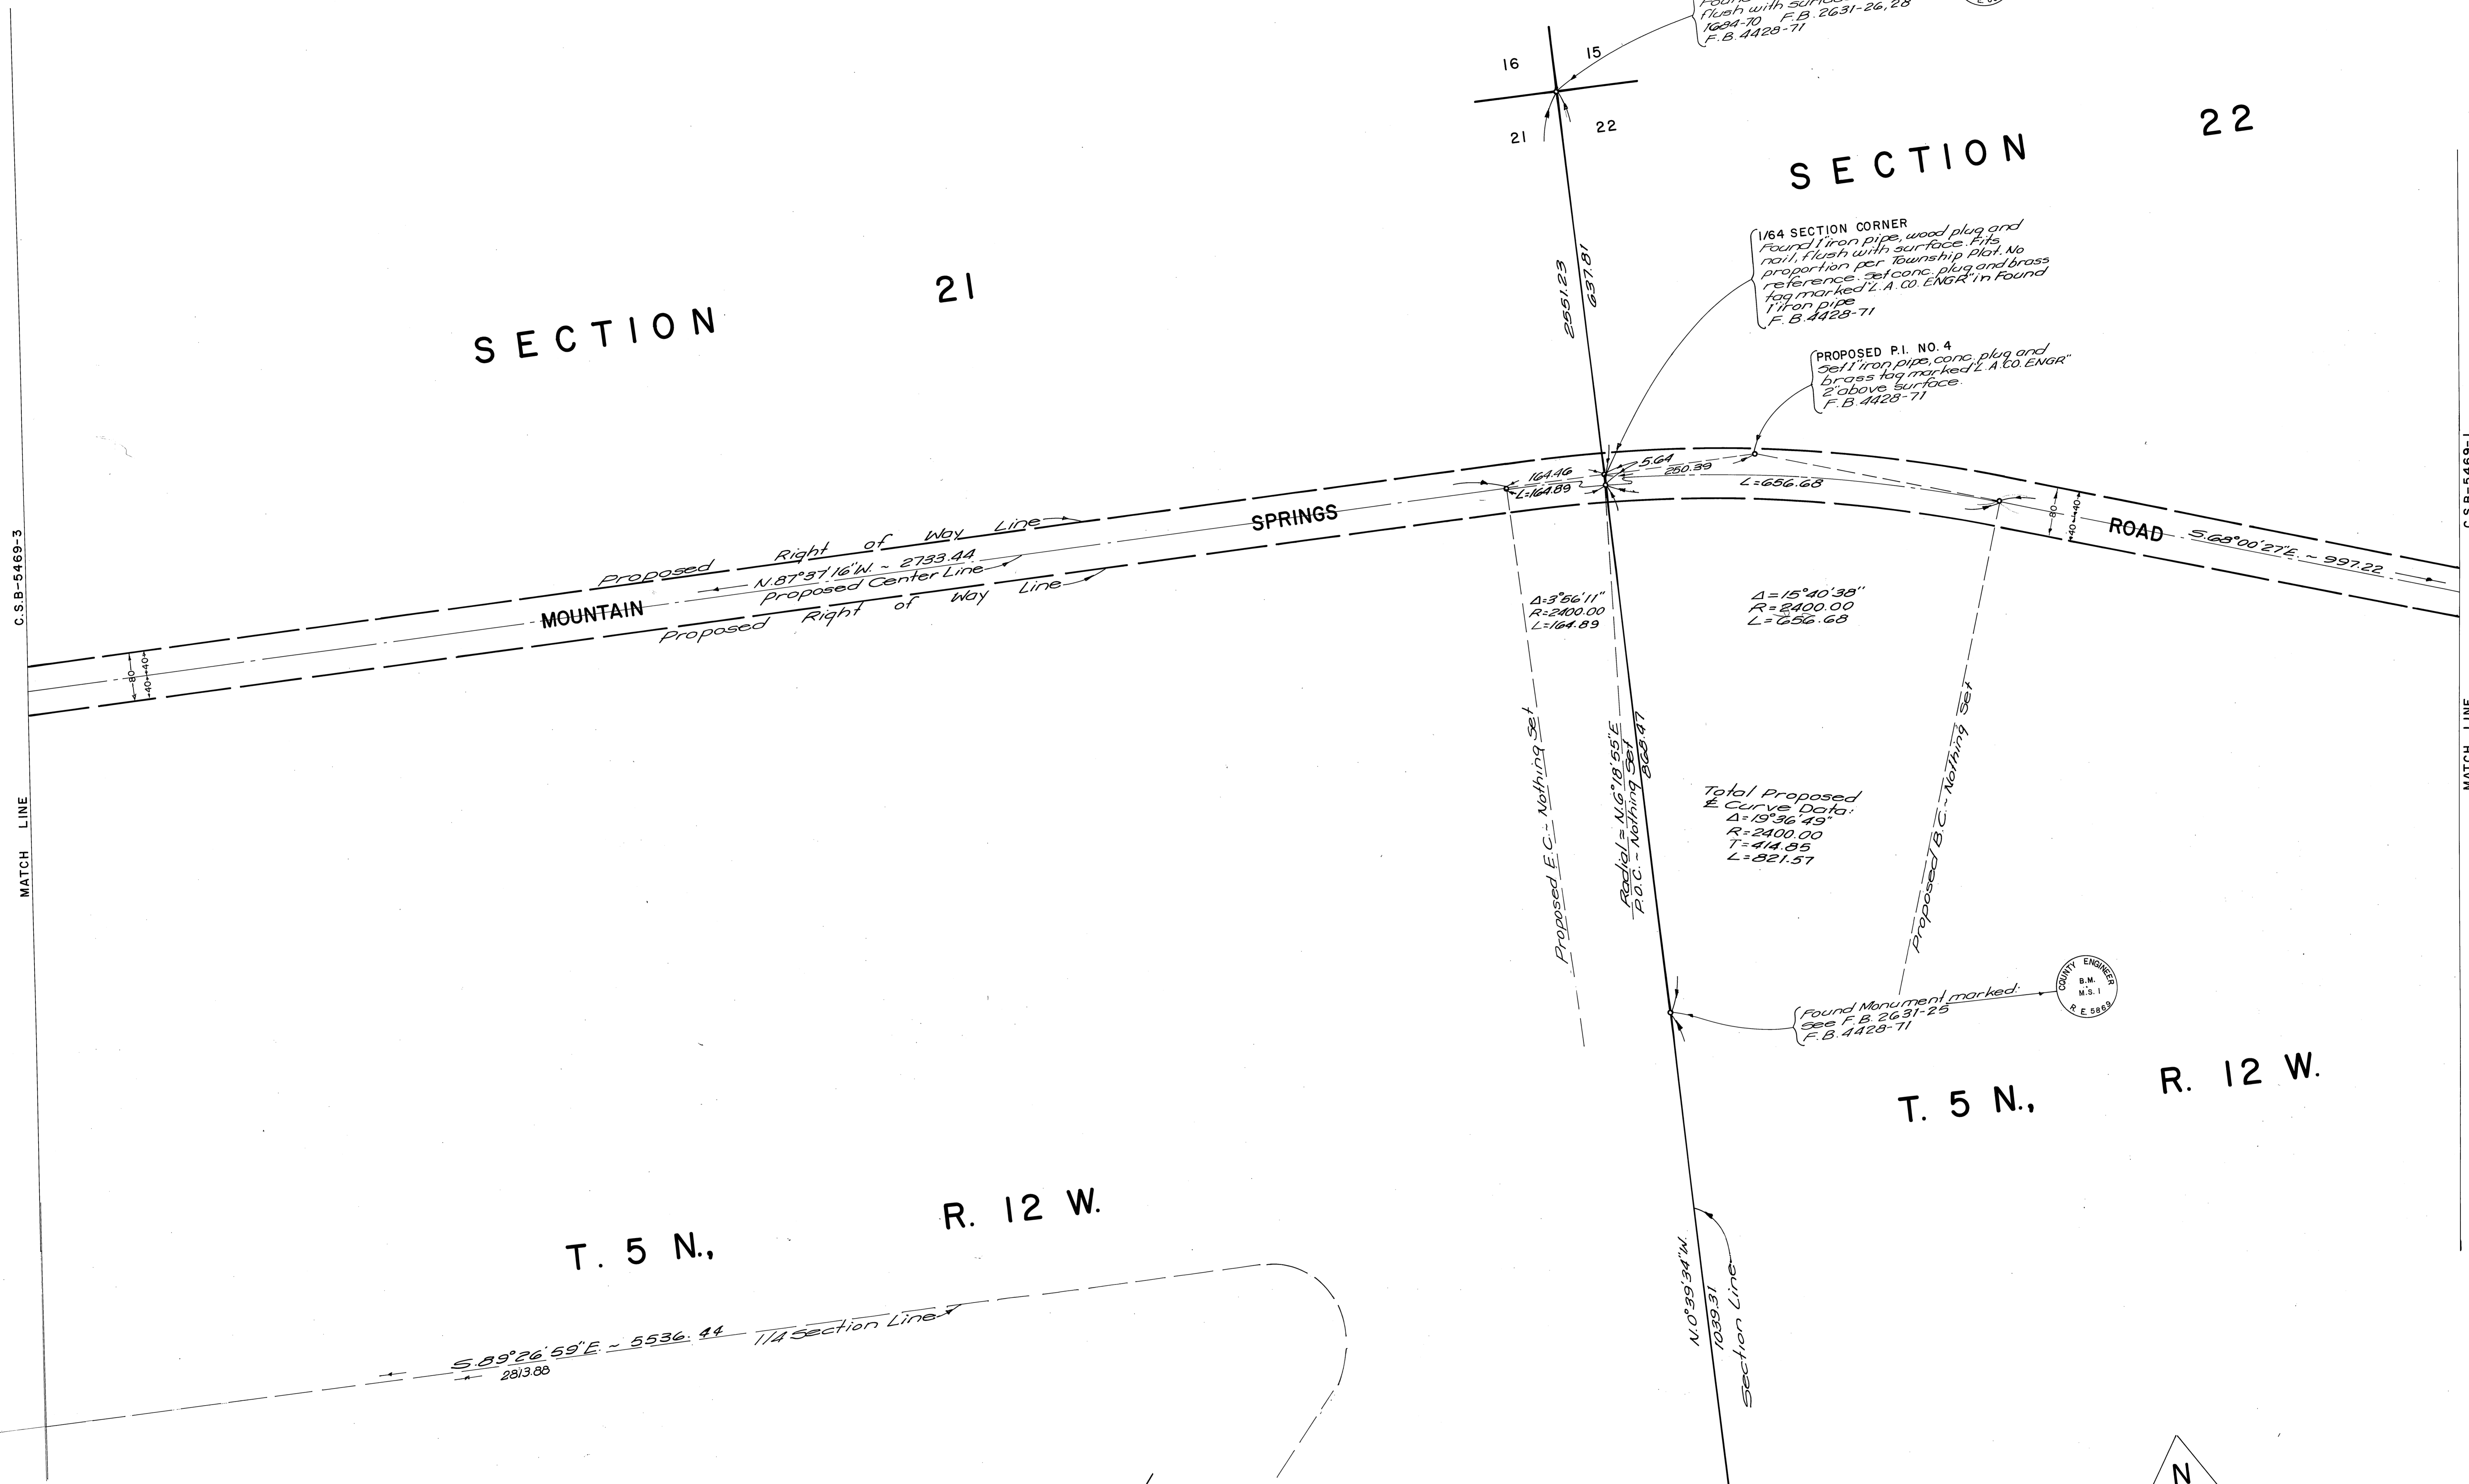 flush with surface
1684-70 F.B. 2631-26, 28
F.B. 4428-71
16
15
21
22
SECTION 22
SECTION 21
2551.23
637.81
1/64 SECTION CORNER
Found 1" iron pipe, wood plug and
nail, flush with surface. Fits
proportion per Township Plat. No
reference. Set conc. plug and brass
tag marked "L.A. CO. ENGR" in Found
1" iron pipe
F.B. 4428-71
PROPOSED P.I. NO. 4
Set 1" iron pipe, conc. plug and
brass tag marked "L.A. CO. ENGR"
2" above surface.
F.B. 4428-71
164.46
L=164.89
5.64
250.39
L=656.68
MOUNTAIN SPRINGS ROAD
80
40
40
S.68°00'27"E. ~ 997.22
Proposed Right of Way Line
N.87°37'16"W. ~ 2733.44
Proposed Center Line
Proposed Right of Way Line
80
40
40
Δ=3°56'11"
R=2400.00
L=164.89
Δ=15°40'38"
R=2400.00
L=656.68
Proposed E.C. - Nothing Set
Radial = N.6°18'55"E
P.O.C. - Nothing Set
868.47
Total Proposed
℄ Curve Data:
Δ=19°36'49"
R=2400.00
T=414.85
L=821.57
Proposed B.C. - Nothing Set
Found Monument marked:
see F.B. 2631-25
F.B. 4428-71
COUNTY ENGINEER
B.M.
M.S. 1
R.E. 5869
T. 5 N., R. 12 W.
T. 5 N., R. 12 W.
S.89°26'59"E. ~ 5536.44 1/4 Section Line
2813.88
N.0°39'34"W.
1039.31
Section Line
C.S.B-5469-3
MATCH LINE
C.S.B-5469-1
MATCH LINE
N